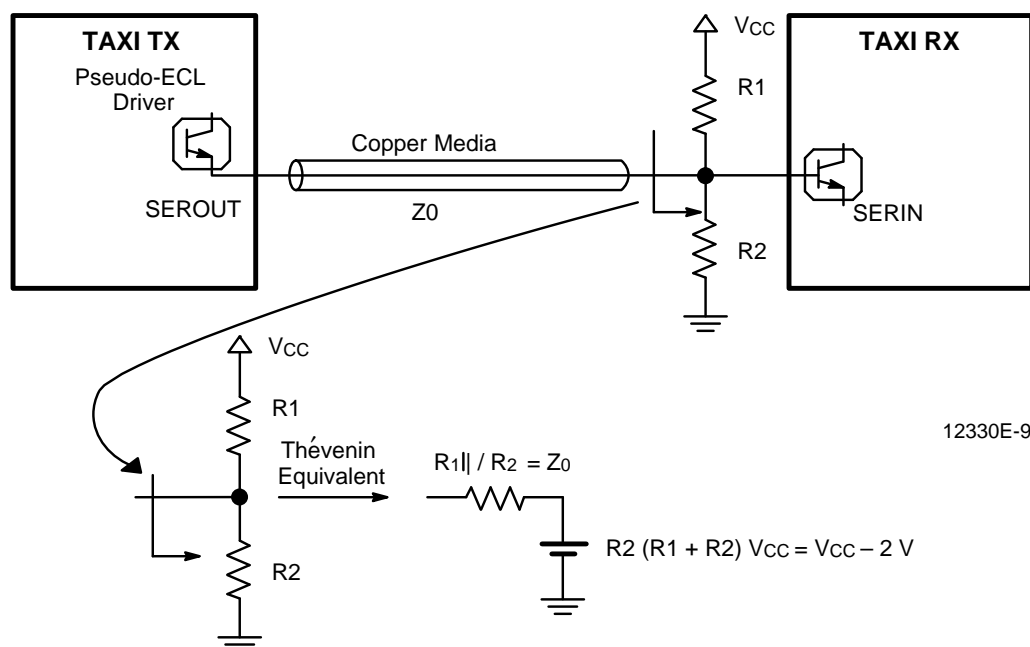 TAXI TX
Pseudo-ECL
Driver
SEROUT
Copper Media
Z0
VCC
R1
R2
TAXI RX
SERIN
VCC
R1
R2
Thévenin
Equivalent
R1|| / R2 = Z0
R2 (R1 + R2) VCC = VCC – 2 V
12330E-9